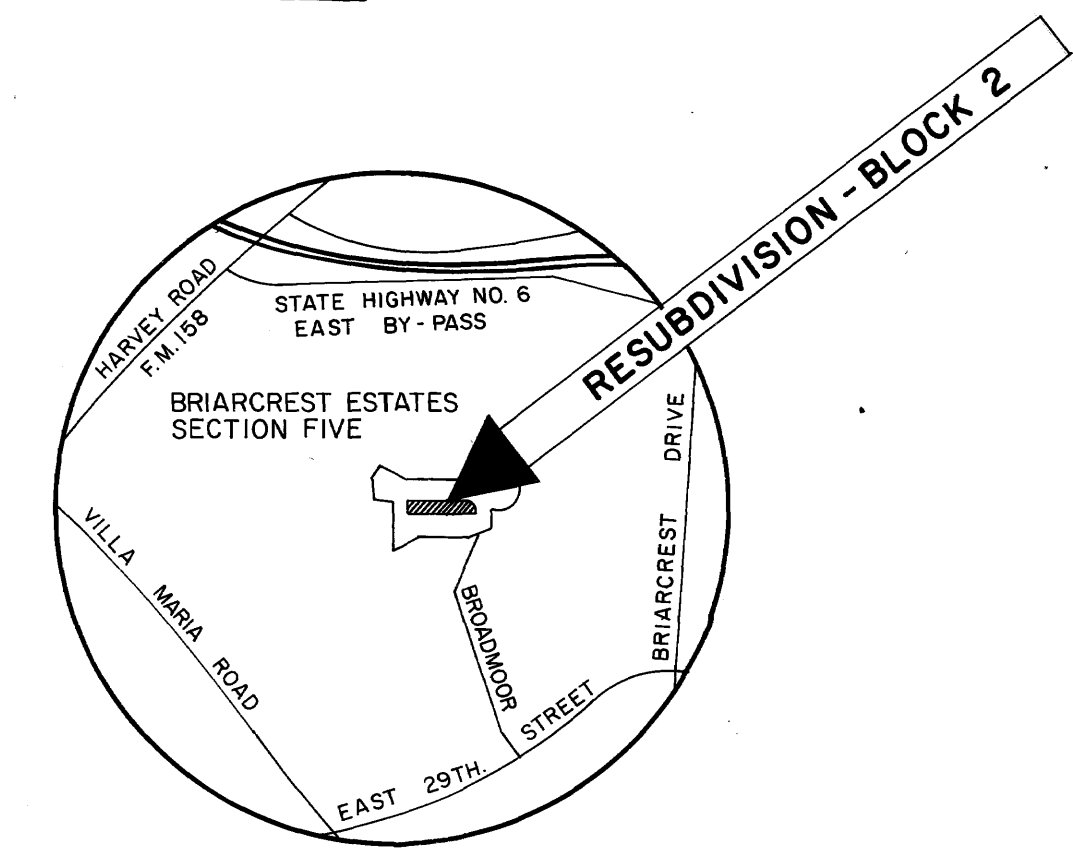 RESUBDIVISION - BLOCK 2
HARVEY ROAD
F.M. 158
STATE HIGHWAY NO. 6
EAST BY - PASS
BRIARCREST ESTATES
SECTION FIVE
BRIARCREST DRIVE
VILLA MARIA ROAD
BROADMOOR
EAST 29TH. STREET